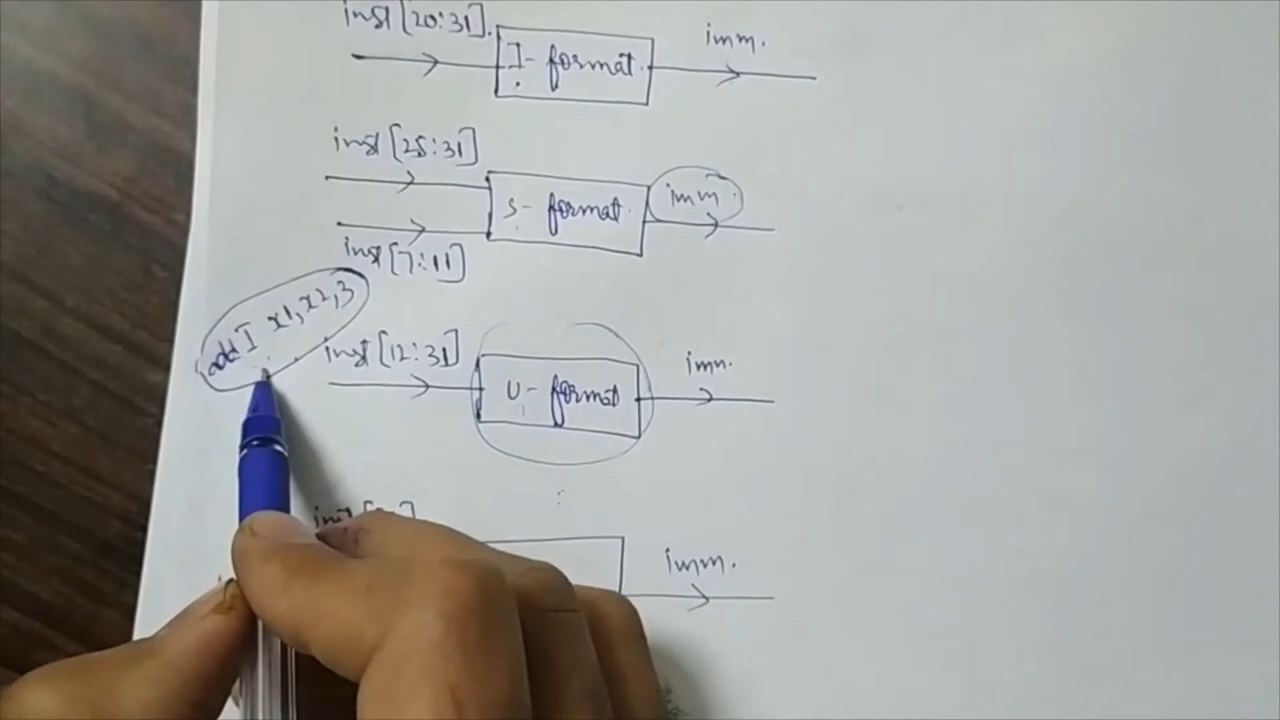 inst [20:31].
I- format.
imm.
inst [25:31]
S- format.
imm.
inst [7:11]
addI x1, x2, 3
inst [12:31]
U- format
imm.
imm.